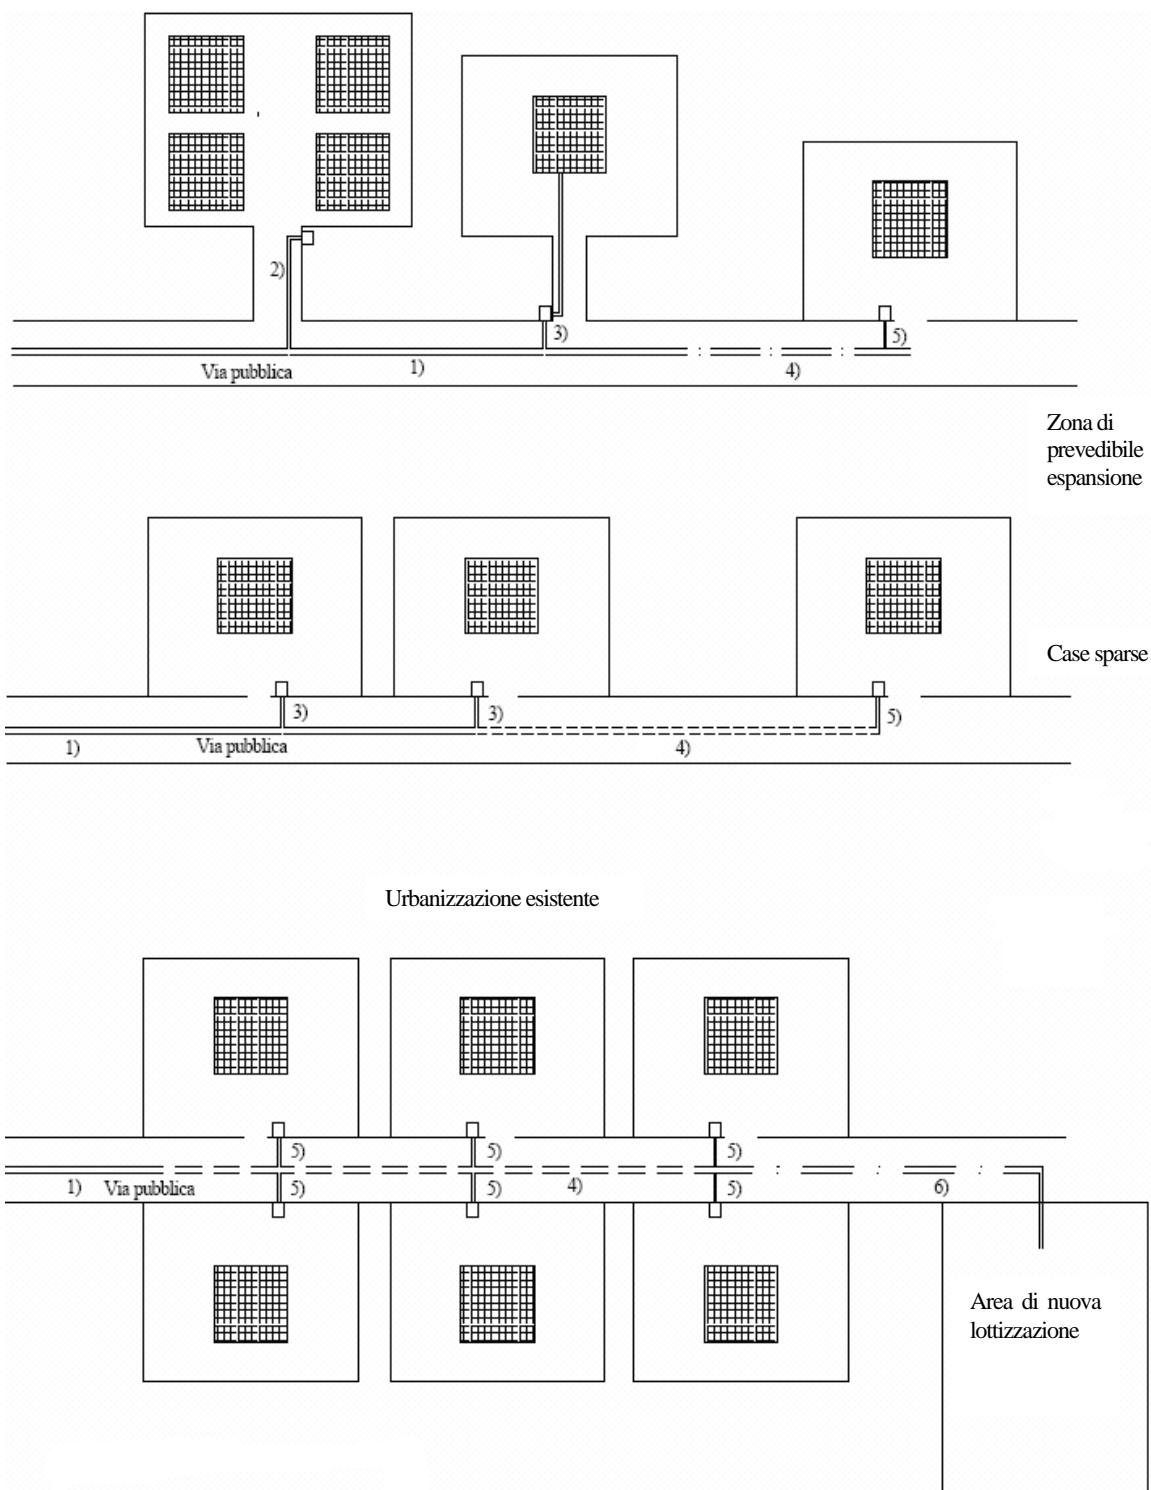 2)
3)
5)
Via pubblica
1)
4)
Zona di
prevedibile
espansione
Case sparse
3)
3)
5)
1)
Via pubblica
4)
Urbanizzazione esistente
5)
5)
5)
1)
Via pubblica
5)
5)
4)
5)
6)
Area di nuova
lottizzazione